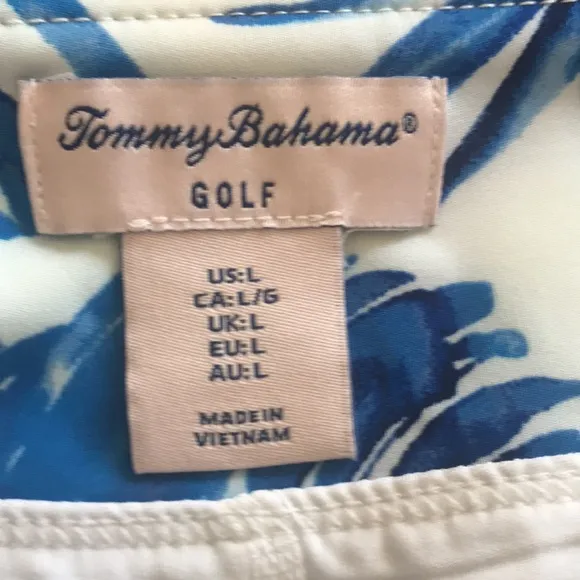 Tommy Bahama®
GOLF
US:L
CA:L/G
UK:L
EU:L
AU:L
MADE IN
VIETNAM